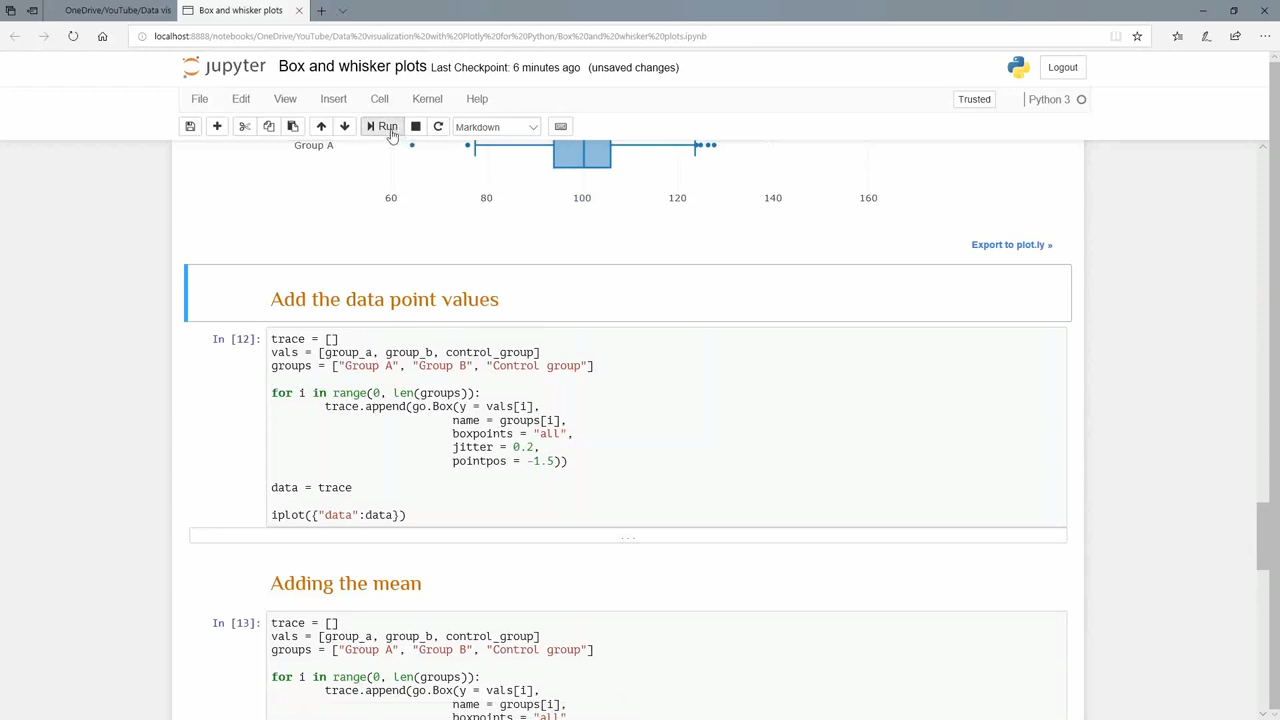 OneDrive/YouTube/Data vis
Box and whisker plots
localhost:8888/notebooks/OneDrive/YouTube/Data%20visualization%20with%20Plotly%20for%20Python/Box%20and%20whisker%20plots.ipynb
jupyter Box and whisker plots Last Checkpoint: 6 minutes ago (unsaved changes)
Logout
File Edit View Insert Cell Kernel Help
Trusted
Python 3
Run
Markdown
Group A
60 80 100 120 140 160
Export to plot.ly »
Add the data point values
In [12]:
trace = []
vals = [group_a, group_b, control_group]
groups = ["Group A", "Group B", "Control group"]
for i in range(0, len(groups)):
trace.append(go.Box(y = vals[i],
name = groups[i],
boxpoints = "all",
jitter = 0.2,
pointpos = -1.5))
data = trace
iplot({"data":data})
...
Adding the mean
In [13]:
trace = []
vals = [group_a, group_b, control_group]
groups = ["Group A", "Group B", "Control group"]
for i in range(0, len(groups)):
trace.append(go.Box(y = vals[i],
name = groups[i],
boxpoints = "all",